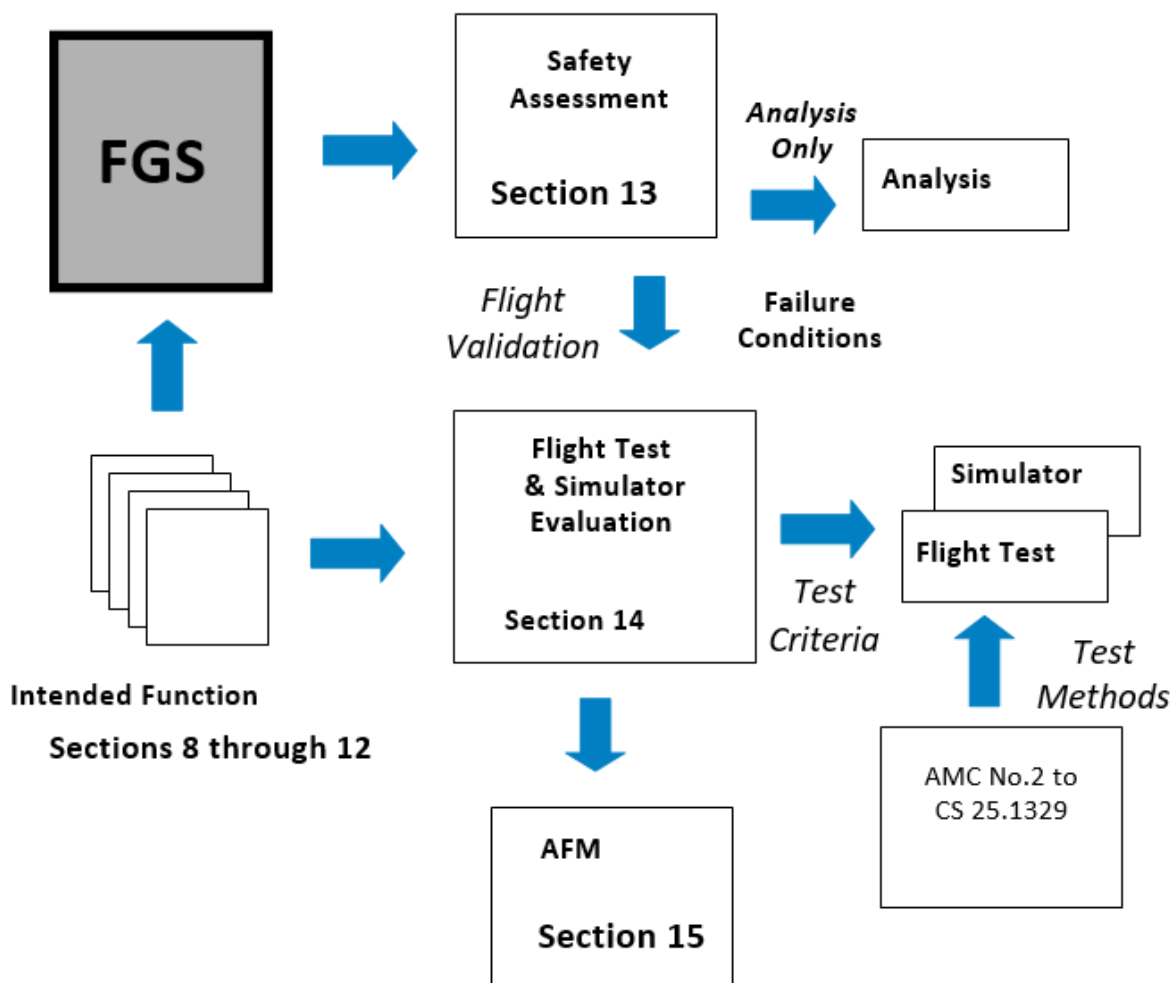 FGS
Safety
Assessment
Section 13
Analysis
Only
Analysis
Flight
Validation
Failure
Conditions
Flight Test
& Simulator
Evaluation
Section 14
Simulator
Flight Test
Test
Criteria
Test
Methods
Intended Function
Sections 8 through 12
AMC No.2 to
CS 25.1329
AFM
Section 15